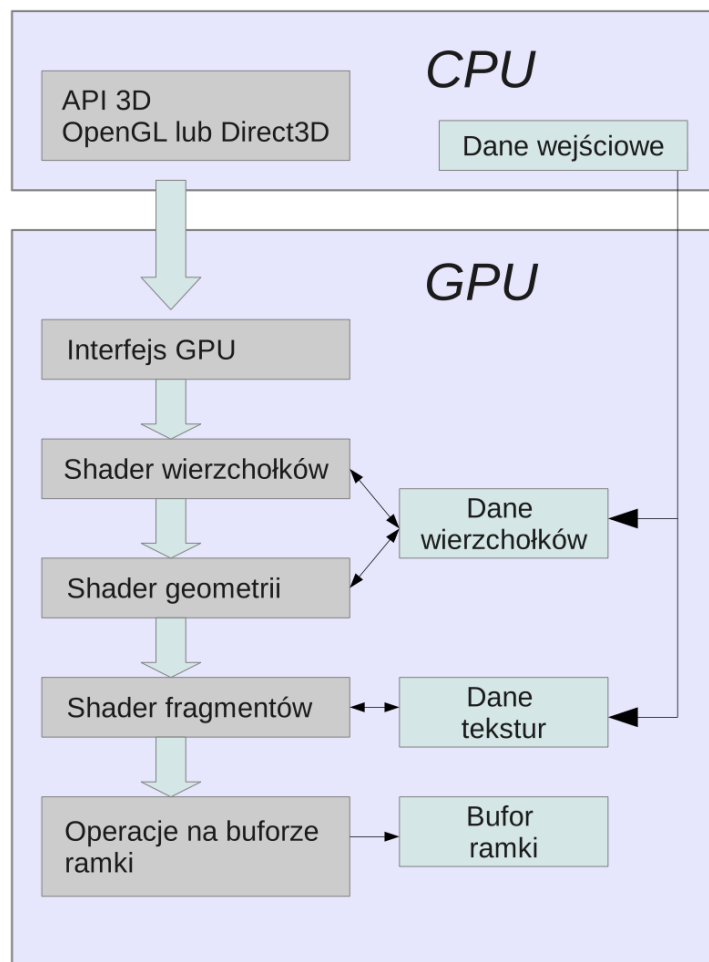 CPU
API 3D
OpenGL lub Direct3D
Dane wejściowe
GPU
Interfejs GPU
Shader wierzchołków
Dane
wierzchołków
Shader geometrii
Shader fragmentów
Dane
tekstur
Operacje na buforze
ramki
Bufor
ramki